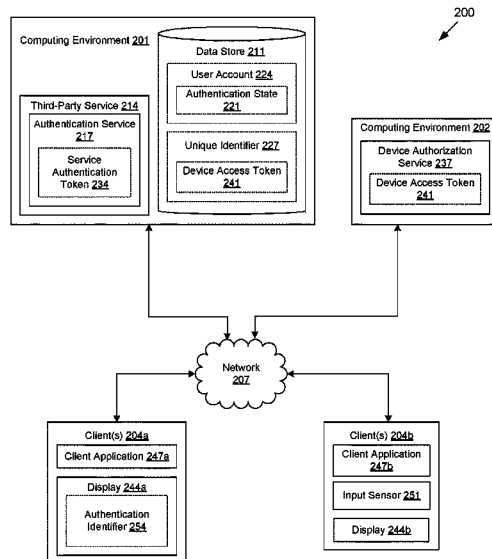 200
Computing Environment 201
Data Store 211
User Account 224
Authentication State
221
Third-Party Service 214
Authentication Service
217
Service
Authentication
Token 234
Unique Identifier 227
Device Access Token
241
Computing Environment 202
Device Authorization
Service 237
Device Access Token
241
Network
207
Client(s) 204a
Client Application 247a
Display 244a
Authentication
Identifier 254
Client(s) 204b
Client Application
247b
Input Sensor 251
Display 244b